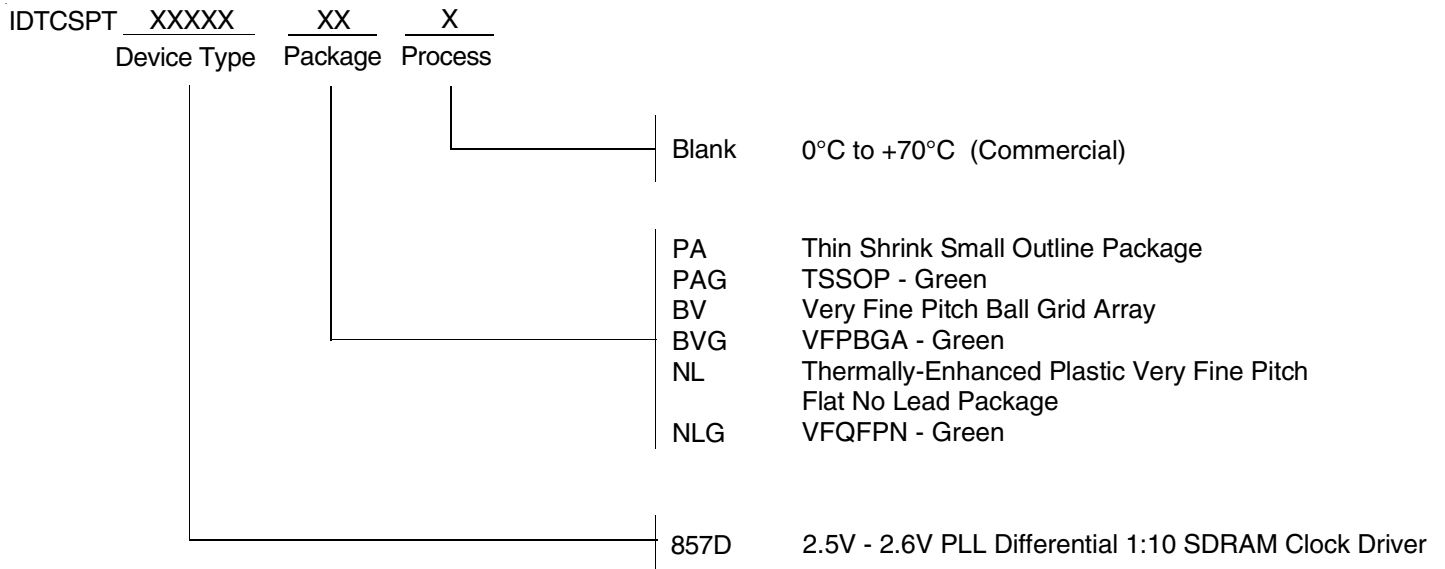 IDTCSPT XXXXX XX X
Device Type Package Process
Blank 0°C to +70°C (Commercial)
PA Thin Shrink Small Outline Package
PAG TSSOP - Green
BV Very Fine Pitch Ball Grid Array
BVG VFPBGA - Green
NL Thermally-Enhanced Plastic Very Fine Pitch
Flat No Lead Package
NLG VFQFPN - Green
857D 2.5V - 2.6V PLL Differential 1:10 SDRAM Clock Driver